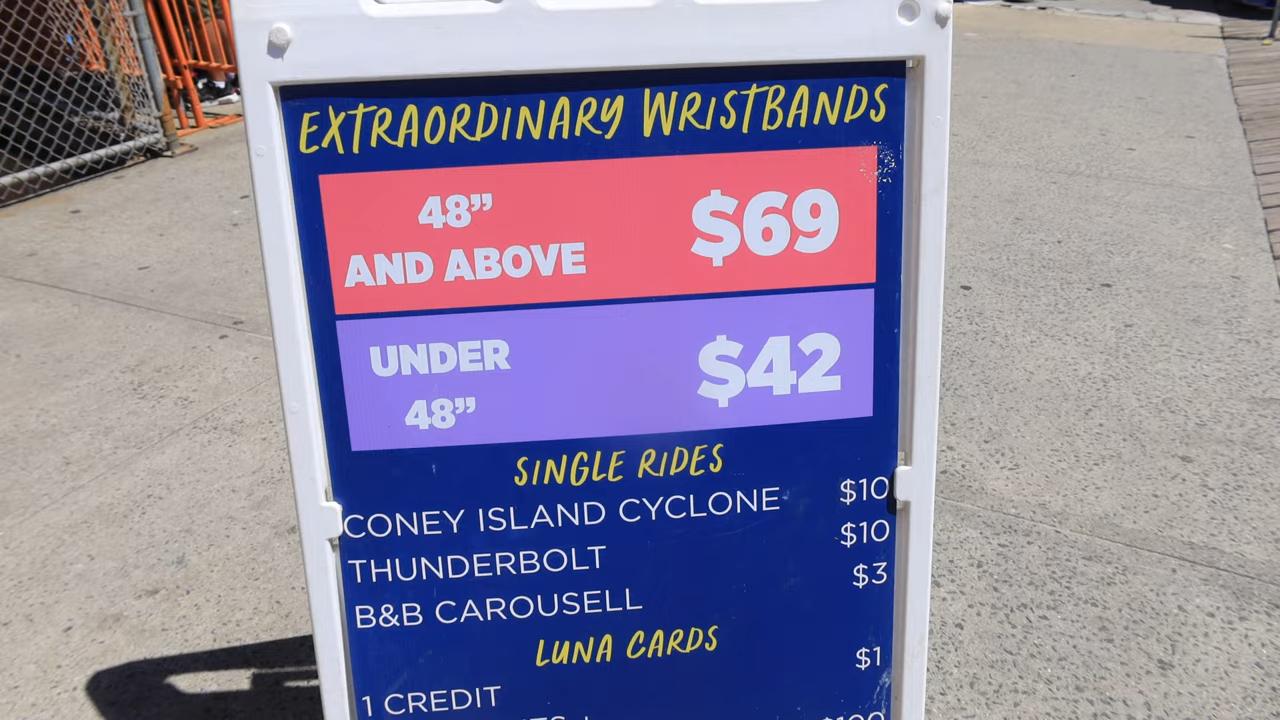 EXTRAORDINARY WRISTBANDS
48”
AND ABOVE
$69
UNDER
48”
$42
SINGLE RIDES
CONEY ISLAND CYCLONE $10
THUNDERBOLT $10
B&B CAROUSELL $3
LUNA CARDS
1 CREDIT $1